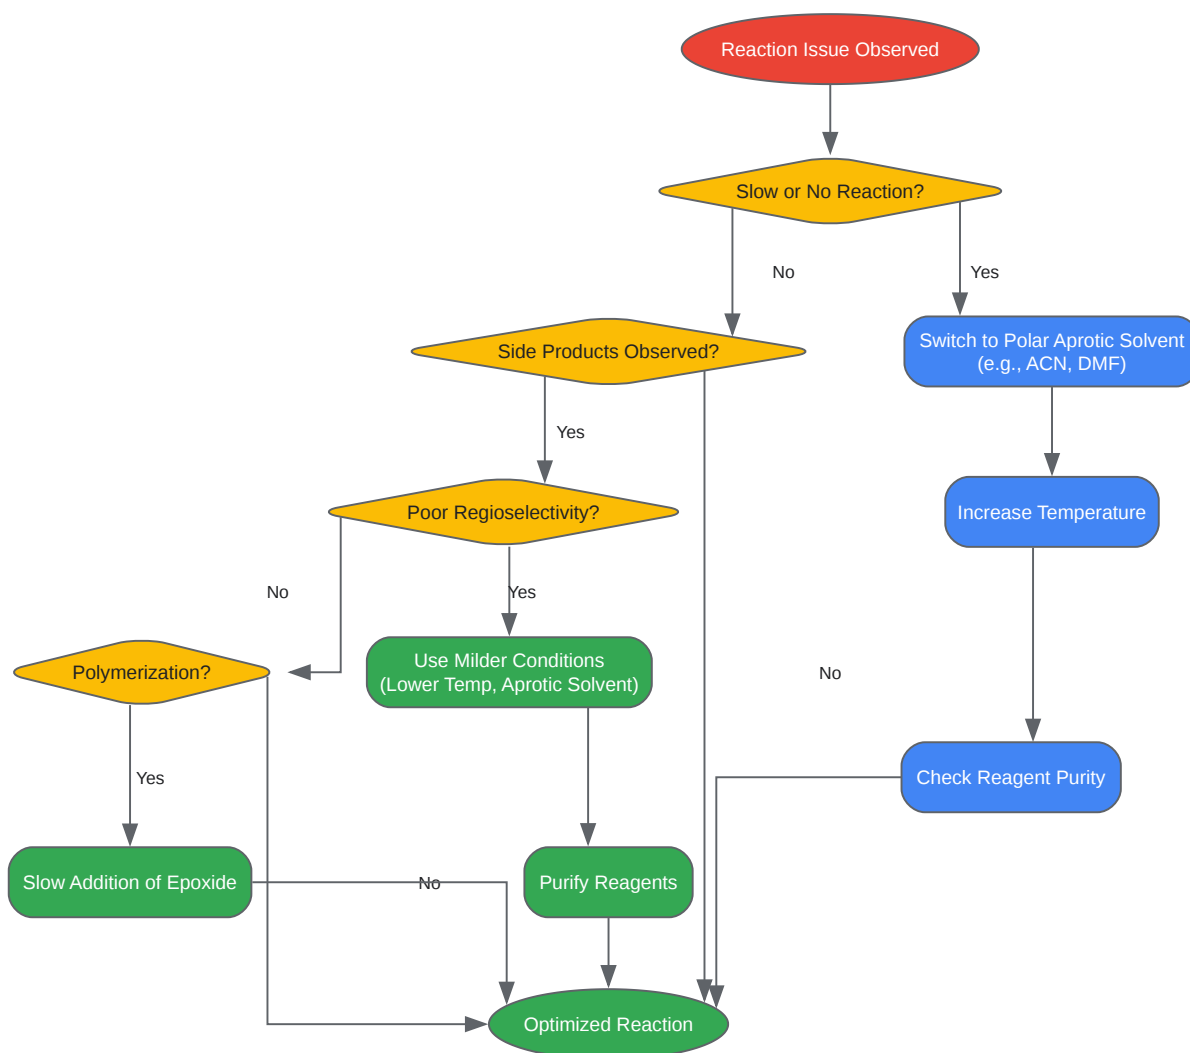 Reaction Issue Observed
Slow or No Reaction?
No
Yes
Side Products Observed?
Switch to Polar Aprotic Solvent
(e.g., ACN, DMF)
Yes
Poor Regioselectivity?
Increase Temperature
No
Yes
Polymerization?
Use Milder Conditions
(Lower Temp, Aprotic Solvent)
No
Yes
Check Reagent Purity
Slow Addition of Epoxide
No
Purify Reagents
Optimized Reaction